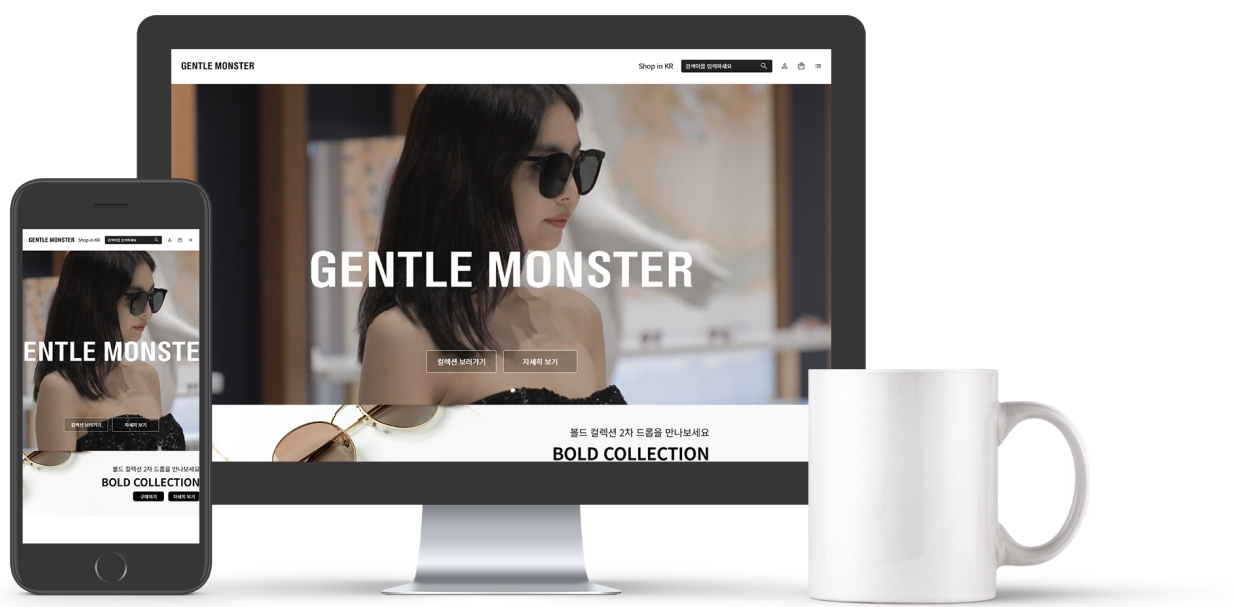 GENTLE MONSTER
Shop in KR
검색어를 입력하세요
GENTLE MONSTER
컬렉션 보러가기
자세히 보기
볼드 컬렉션 2차 드롭을 만나보세요
BOLD COLLECTION
GENTLE MONSTER
Shop in KR
검색어를 입력하세요
ENTLE MONSTE
컬렉션 보러가기
자세히 보기
볼드 컬렉션 2차 드롭을 만나보세요
BOLD COLLECTION
구매하기
자세히 보기